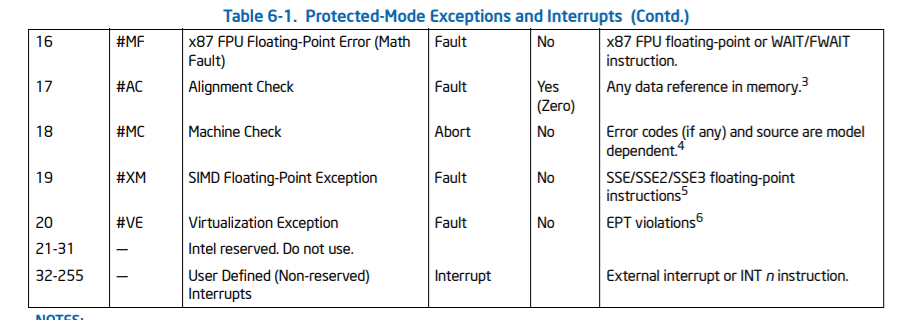 Table 6-1. Protected-Mode Exceptions and Interrupts (Contd.)
16 #MF x87 FPU Floating-Point Error (Math Fault) Fault No x87 FPU floating-point or WAIT/FWAIT instruction.
17 #AC Alignment Check Fault Yes (Zero) Any data reference in memory.3
18 #MC Machine Check Abort No Error codes (if any) and source are model dependent.4
19 #XM SIMD Floating-Point Exception Fault No SSE/SSE2/SSE3 floating-point instructions5
20 #VE Virtualization Exception Fault No EPT violations6
21-31 — Intel reserved. Do not use.
32-255 — User Defined (Non-reserved) Interrupts Interrupt External interrupt or INT n instruction.
NOTES: